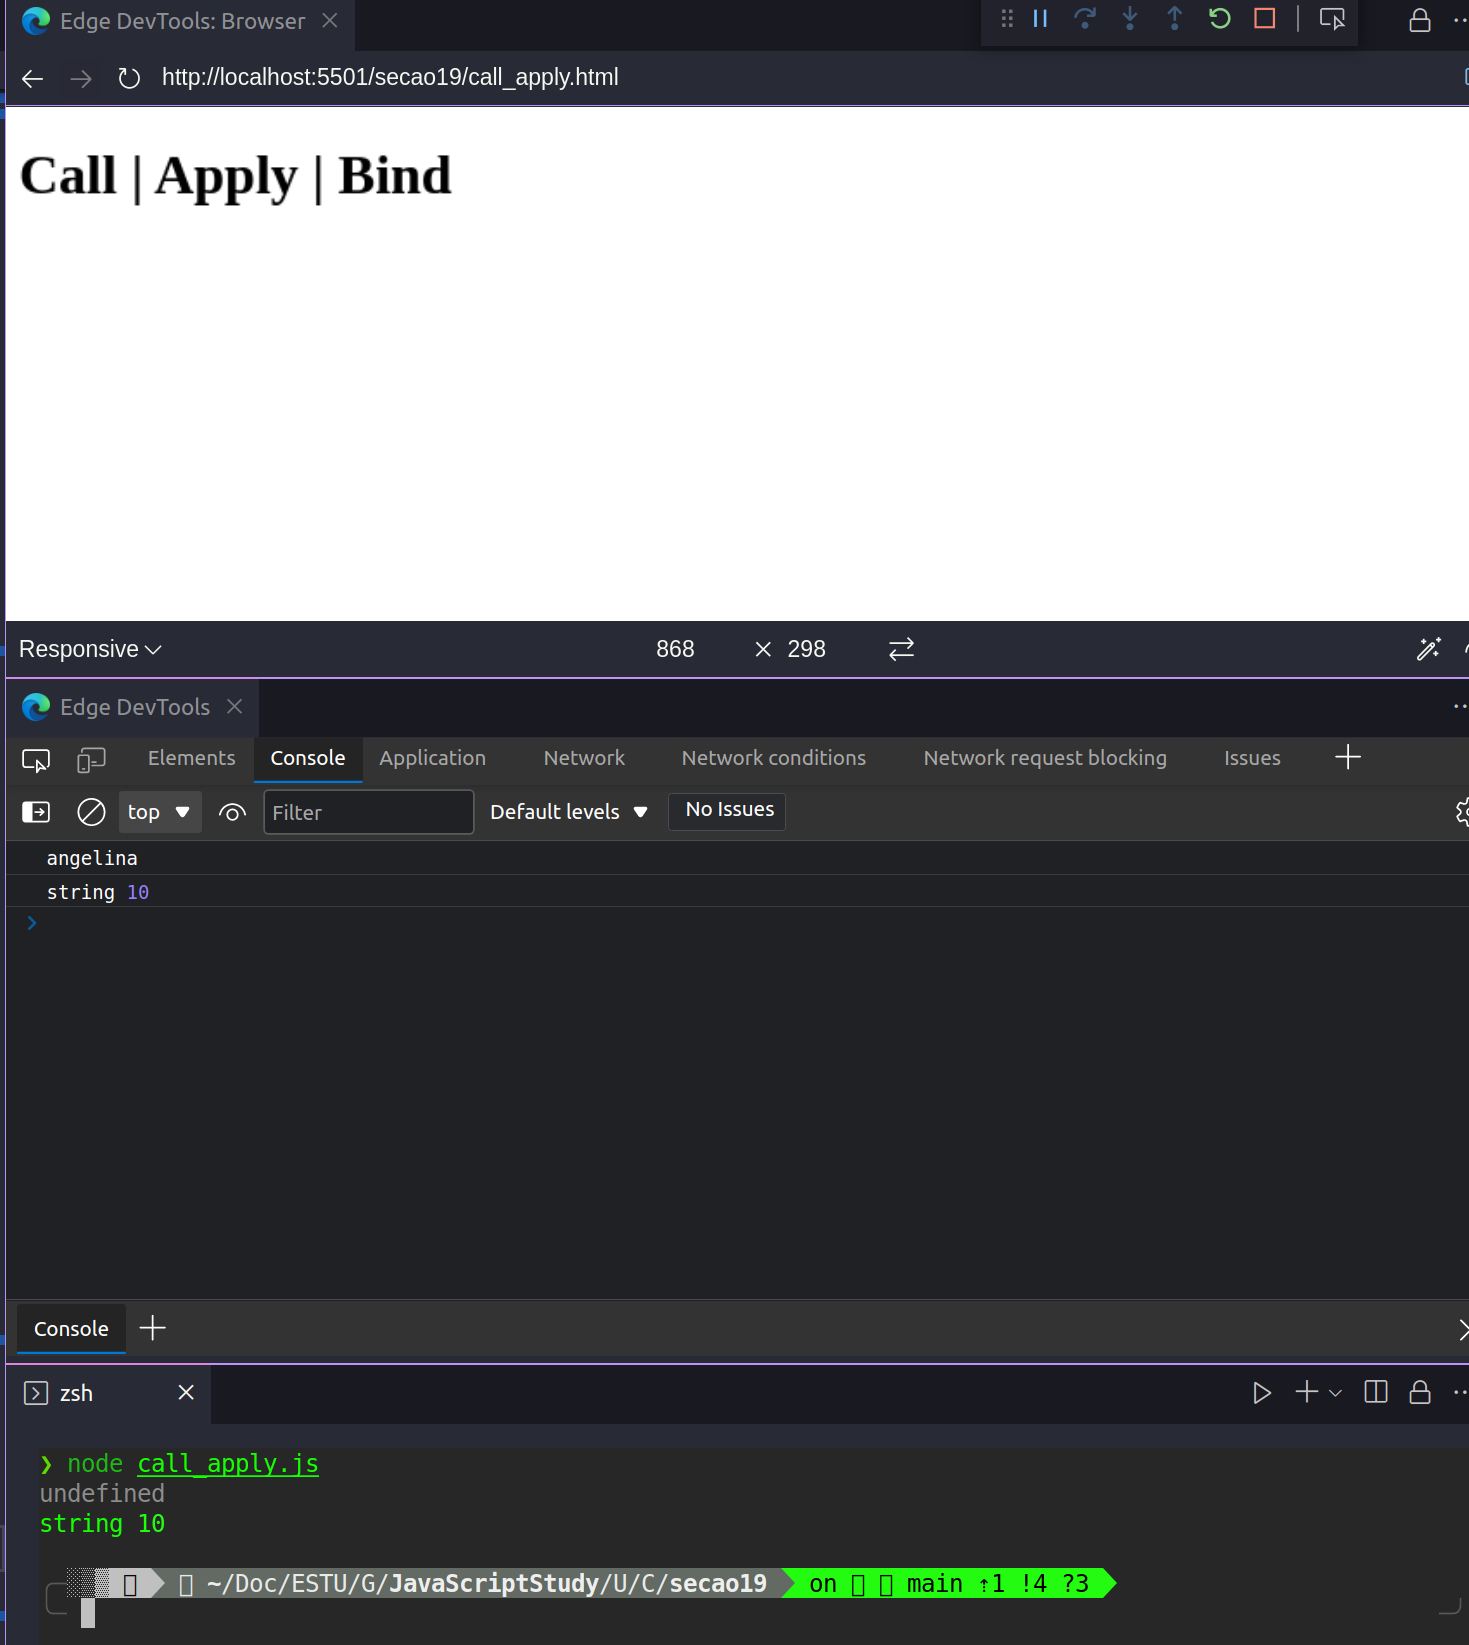 Edge DevTools: Browser
http://localhost:5501/secao19/call_apply.html
Call | Apply | Bind
Responsive 868 × 298
Edge DevTools
Elements Console Application Network Network conditions Network request blocking Issues
top Filter Default levels No Issues
angelina
string 10
Console
zsh
❯ node call_apply.js
undefined
string 10
~/Doc/ESTU/G/JavaScriptStudy/U/C/secao19 on main ⇡1 !4 ?3